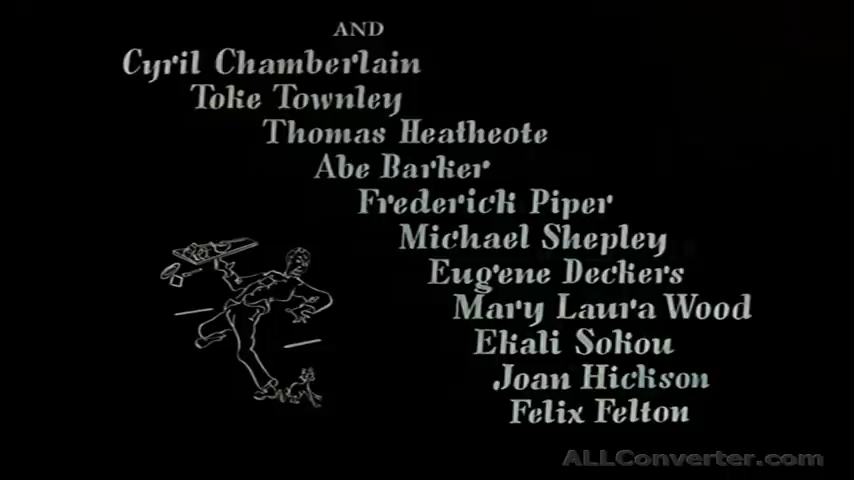 AND
Cyril Chamberlain
Toke Townley
Thomas Heathcote
Abe Barker
Frederick Piper
Michael Shepley
Eugene Deckers
Mary Laura Wood
Ekali Sokou
Joan Hickson
Felix Felton
ALLConverter.com